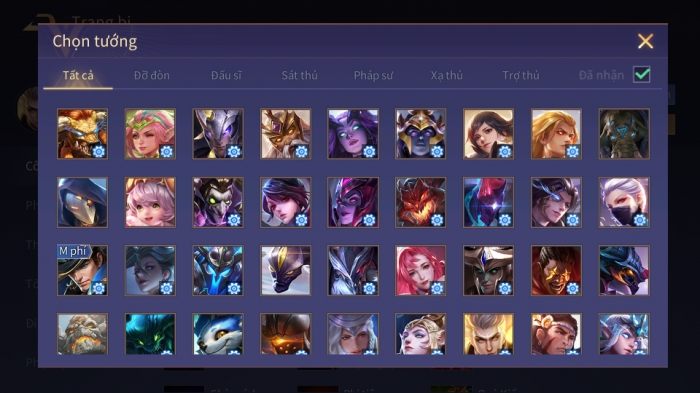 Trang bị
Chọn tướng
Tất cả
Đỡ đòn
Đấu sĩ
Sát thủ
Pháp sư
Xạ thủ
Trợ thủ
Đã nhận
M phí